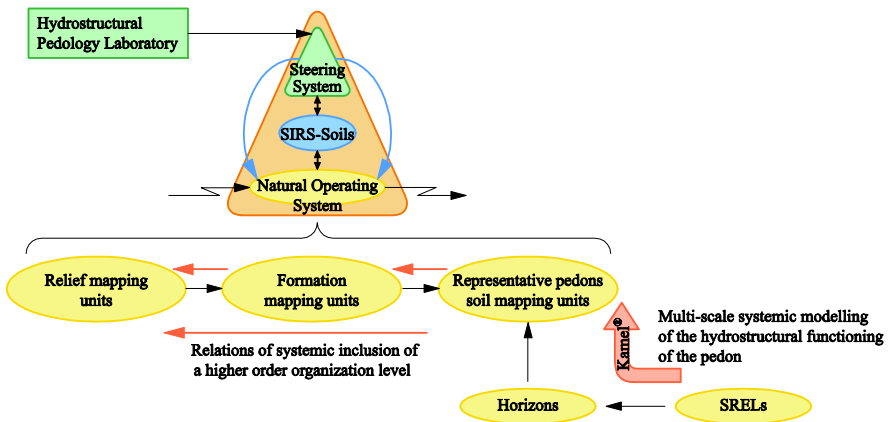 Hydrostructural
Pedology Laboratory
Steering
System
SIRS-Soils
Natural Operating
System
Relief mapping
units
Formation
mapping units
Representative pedons
soil mapping units
Relations of systemic inclusion of
a higher order organization level
Kamel®
Multi-scale systemic modelling
of the hydrostructural functioning
of the pedon
Horizons
SRELs